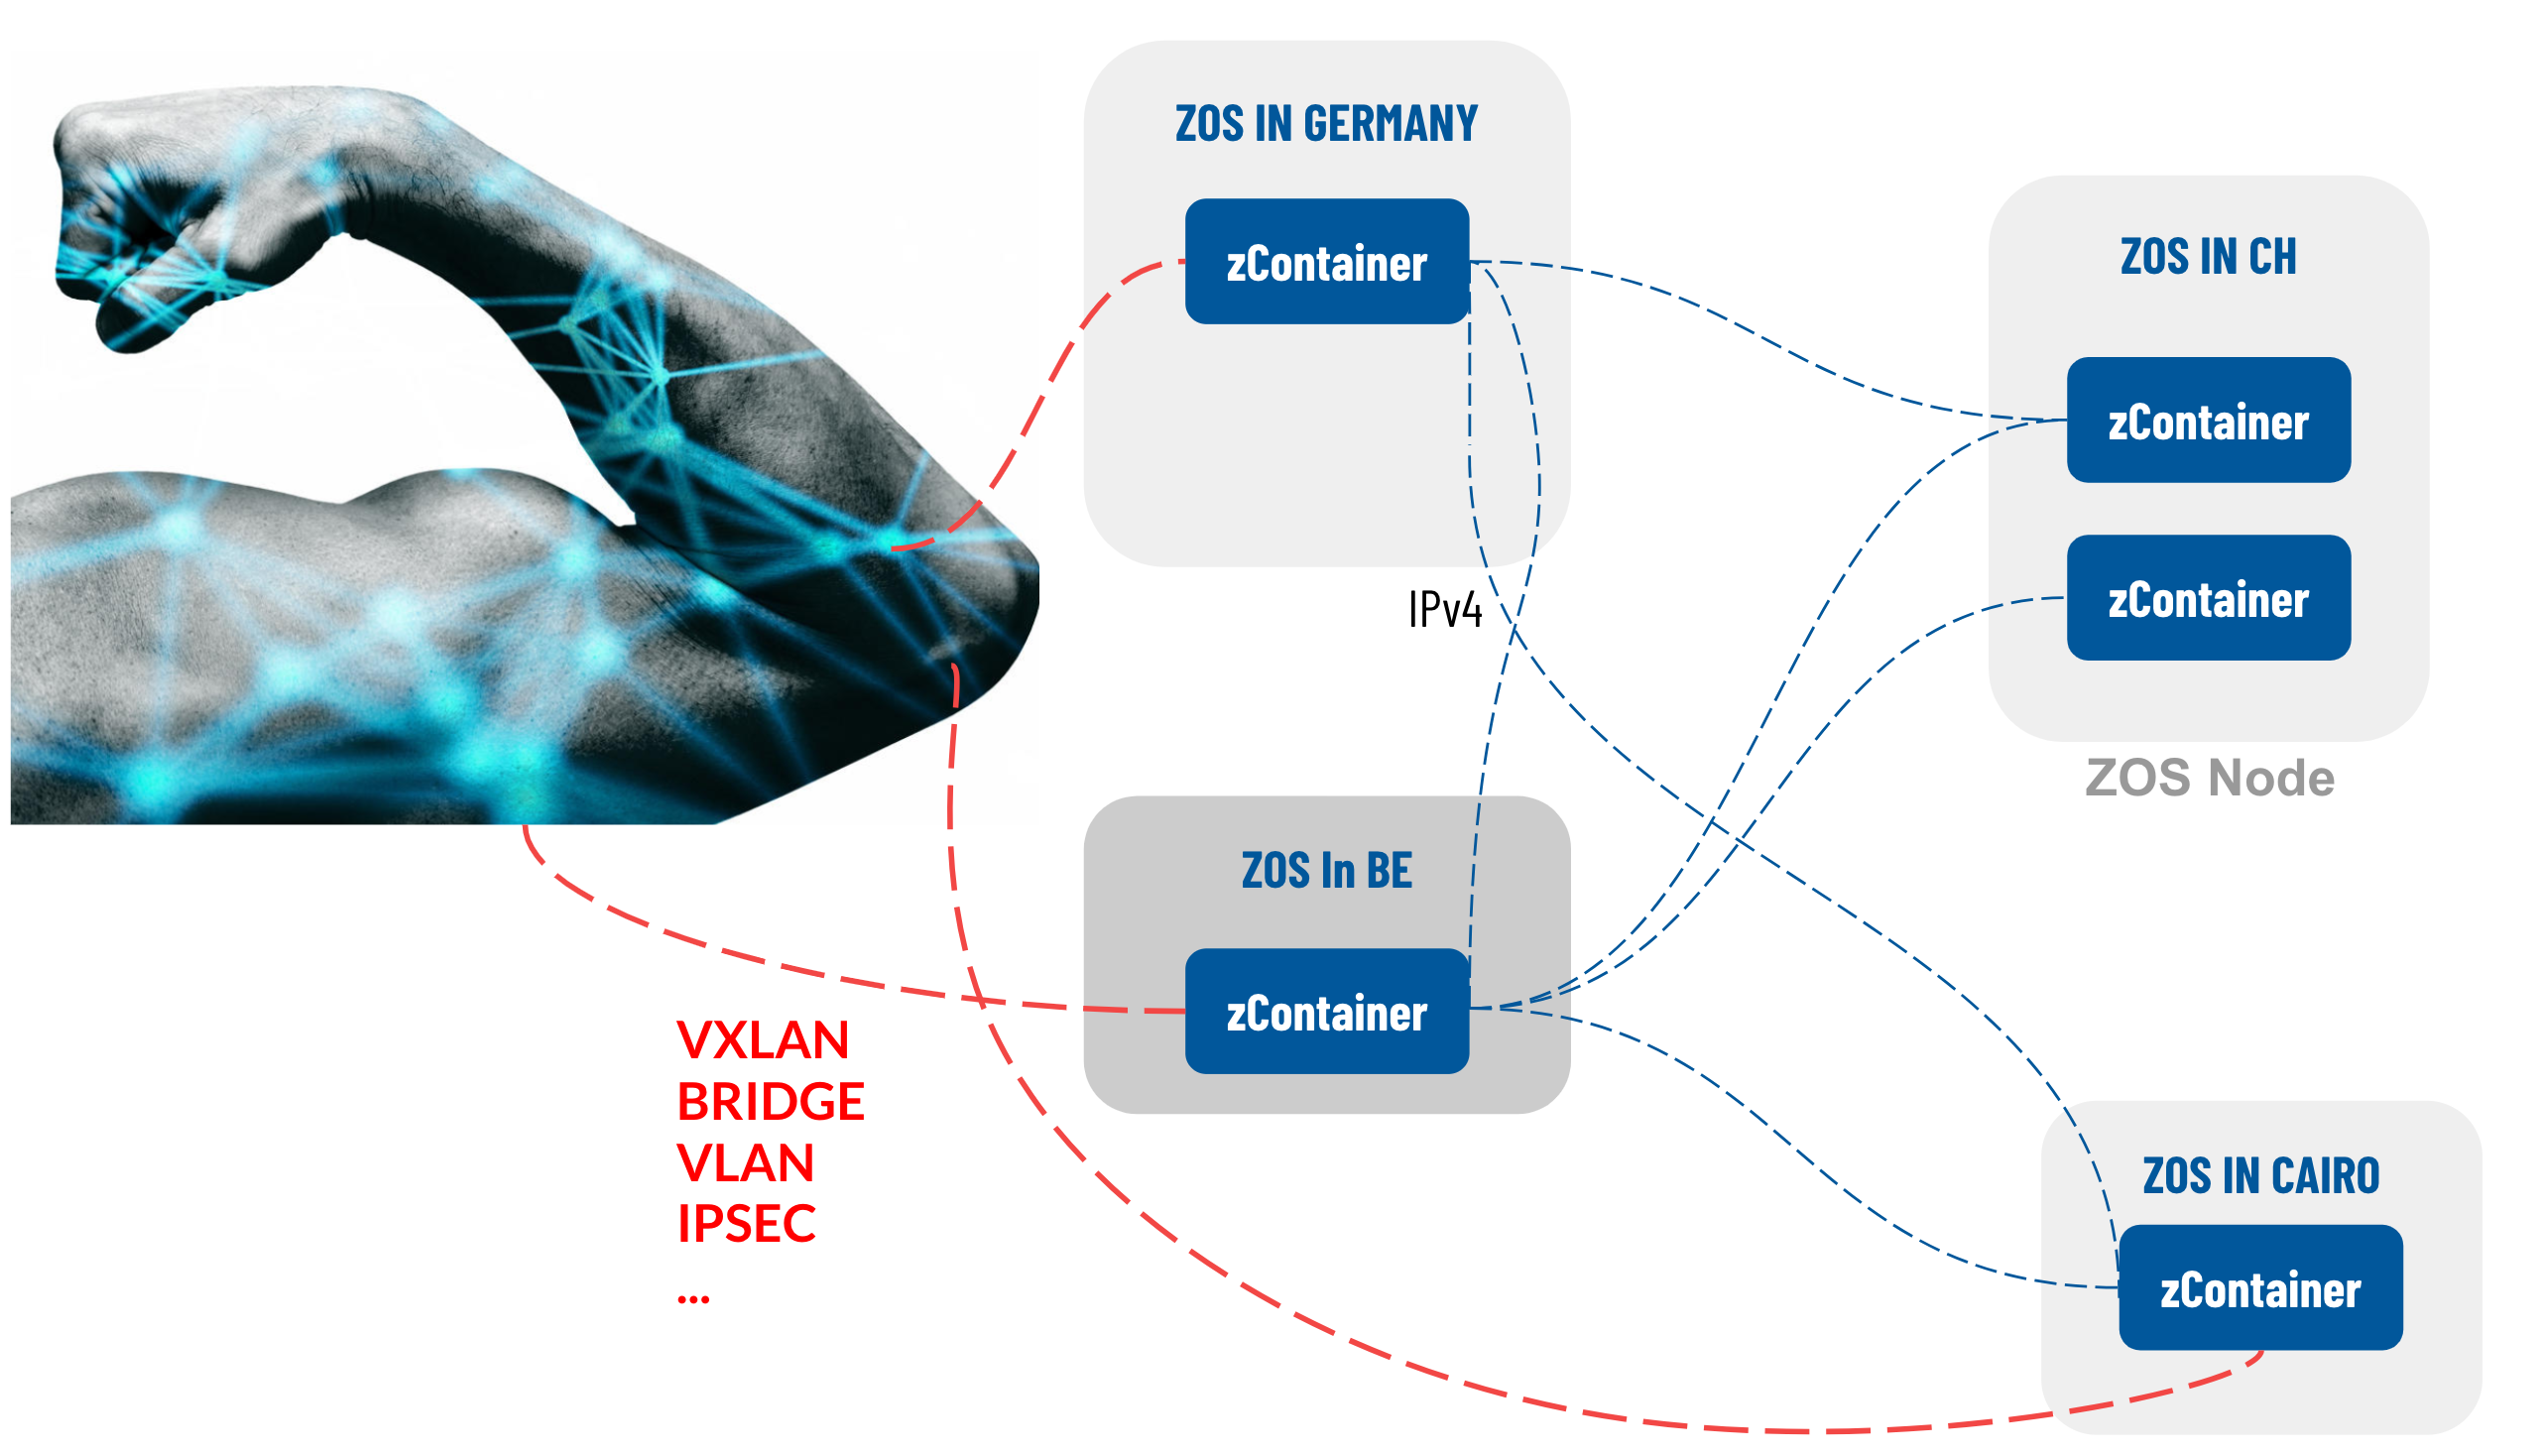 ZOS IN GERMANY
zContainer
ZOS IN CH
zContainer
zContainer
ZOS Node
IPv4
ZOS In BE
zContainer
VXLAN
BRIDGE
VLAN
IPSEC
...
ZOS IN CAIRO
zContainer